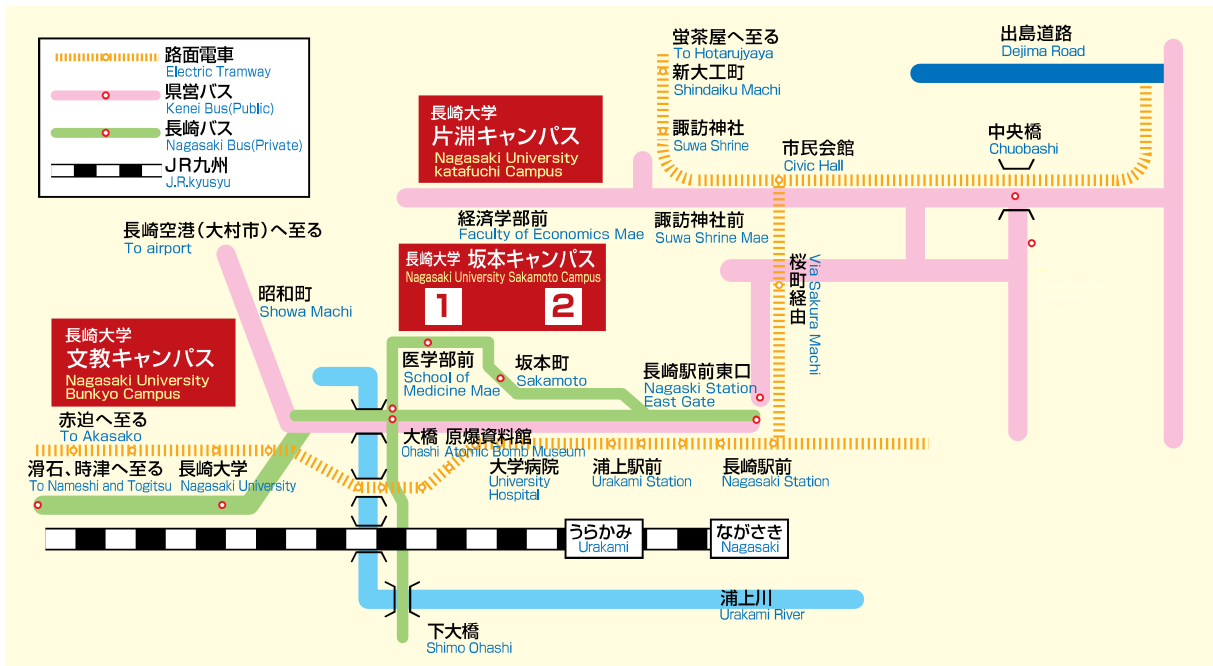 路面電車
Electric Tramway
県営バス
Kenei Bus(Public)
長崎バス
Nagasaki Bus(Private)
JR九州
J.R.kyusyu
蛍茶屋へ至る
To Hotarujyaya
新大工町
Shindaiku Machi
諏訪神社
Suwa Shrine
出島道路
Dejima Road
市民会館
Civic Hall
中央橋
Chuobashi
長崎大学
片淵キャンパス
Nagasaki University
katafuchi Campus
経済学部前
Faculty of Economics Mae
諏訪神社前
Suwa Shrine Mae
長崎空港(大村市)へ至る
To airport
長崎大学 坂本キャンパス
Nagasaki University Sakamoto Campus
1
2
桜町経由
Via Sakura Machi
昭和町
Showa Machi
長崎大学
文教キャンパス
Nagasaki University
Bunkyo Campus
医学部前
School of
Medicine Mae
坂本町
Sakamoto
長崎駅前東口
Nagaski Station
East Gate
赤迫へ至る
To Akasako
大橋 原爆資料館
Ohashi Atomic Bomb Museum
滑石、時津へ至る
To Nameshi and Togitsu
長崎大学
Nagasaki University
大学病院
University
Hospital
浦上駅前
Urakami Station
長崎駅前
Nagasaki Station
うらかみ
Urakami
ながさき
Nagasaki
浦上川
Urakami River
下大橋
Shimo Ohashi